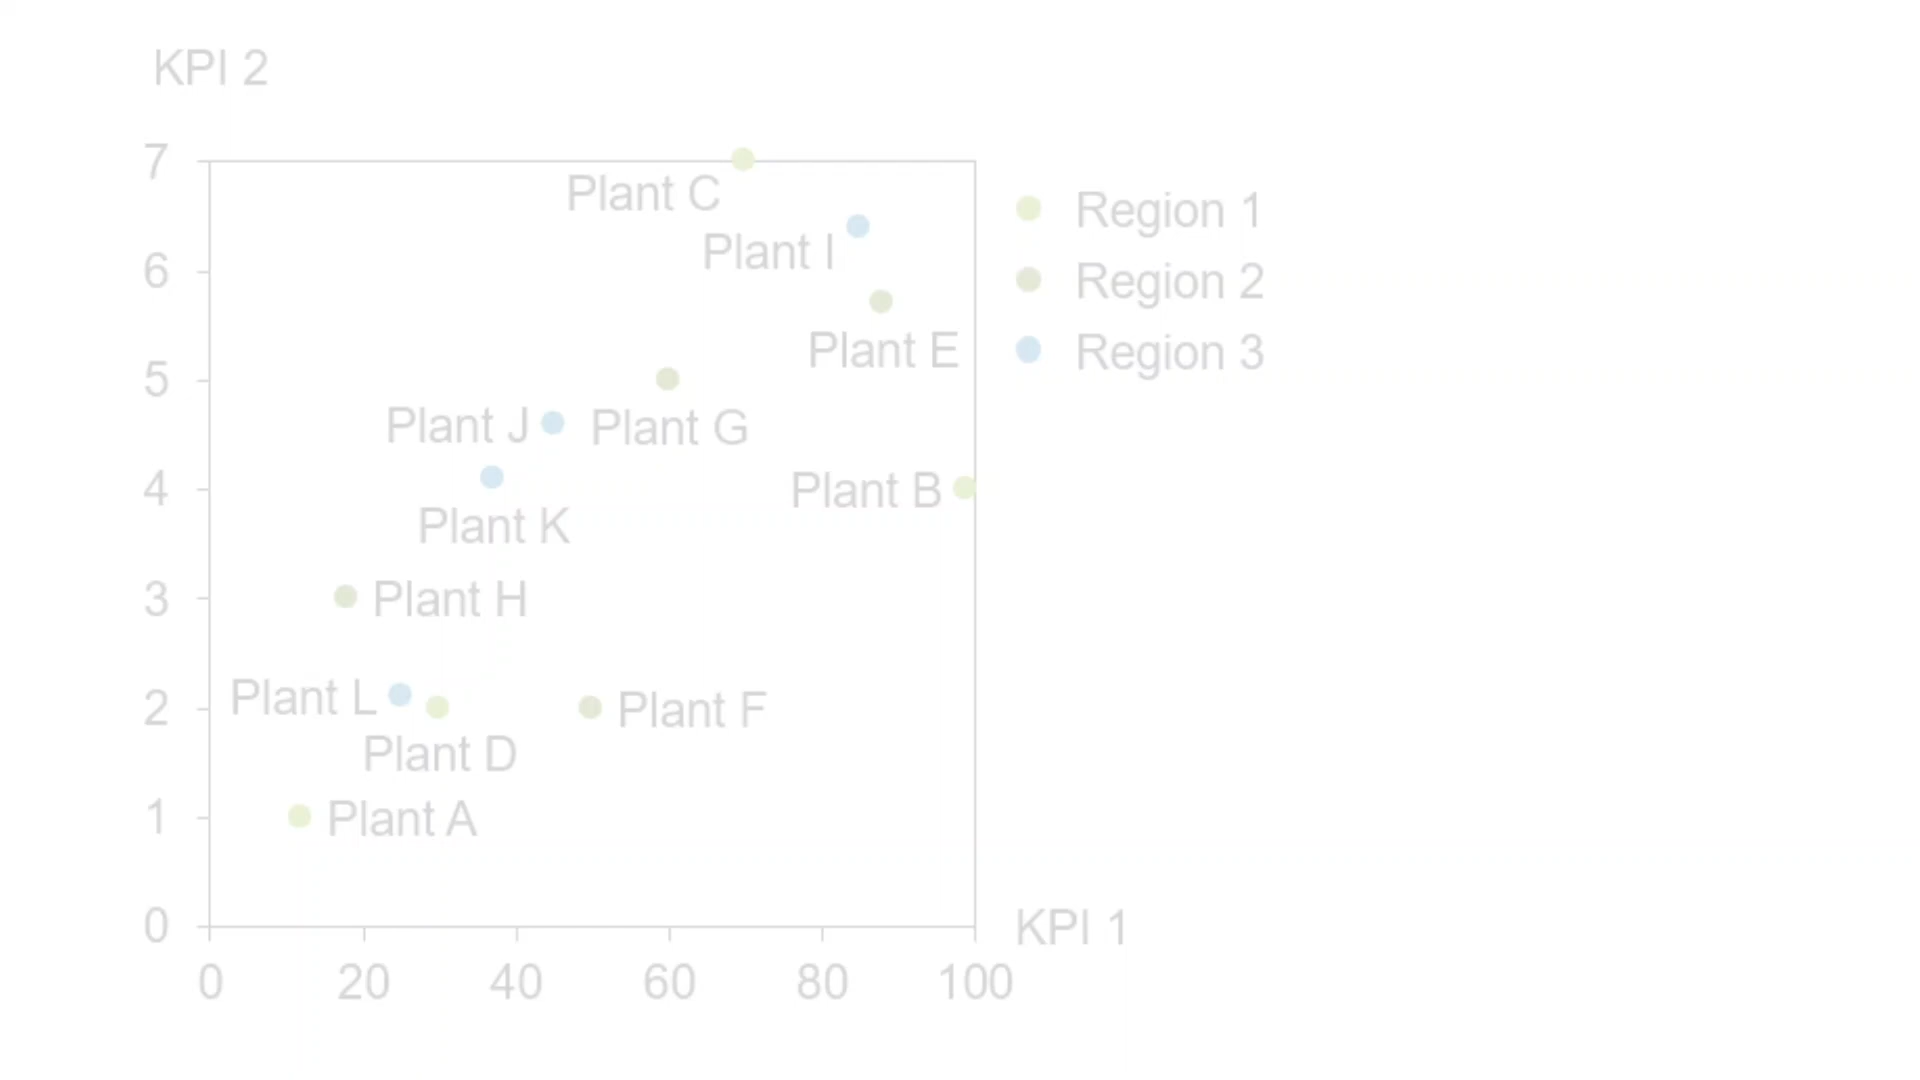 KPI 2
7
Plant C
Region 1
Plant I
6
Region 2
Plant E
Region 3
5
Plant J
Plant G
4
Plant B
Plant K
3
Plant H
Plant L
2
Plant F
Plant D
1
Plant A
0
KPI 1
0 20 40 60 80 100